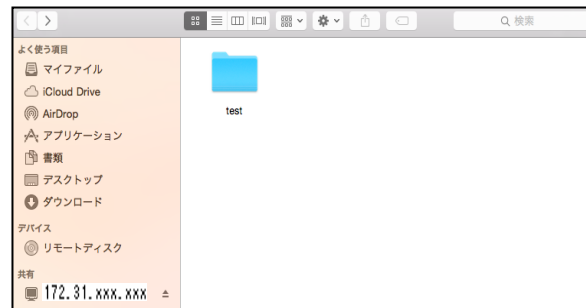 検索
よく使う項目
マイファイル
iCloud Drive
AirDrop
アプリケーション
書類
デスクトップ
ダウンロード
デバイス
リモートディスク
共有
172.31.xxx.xxx
test